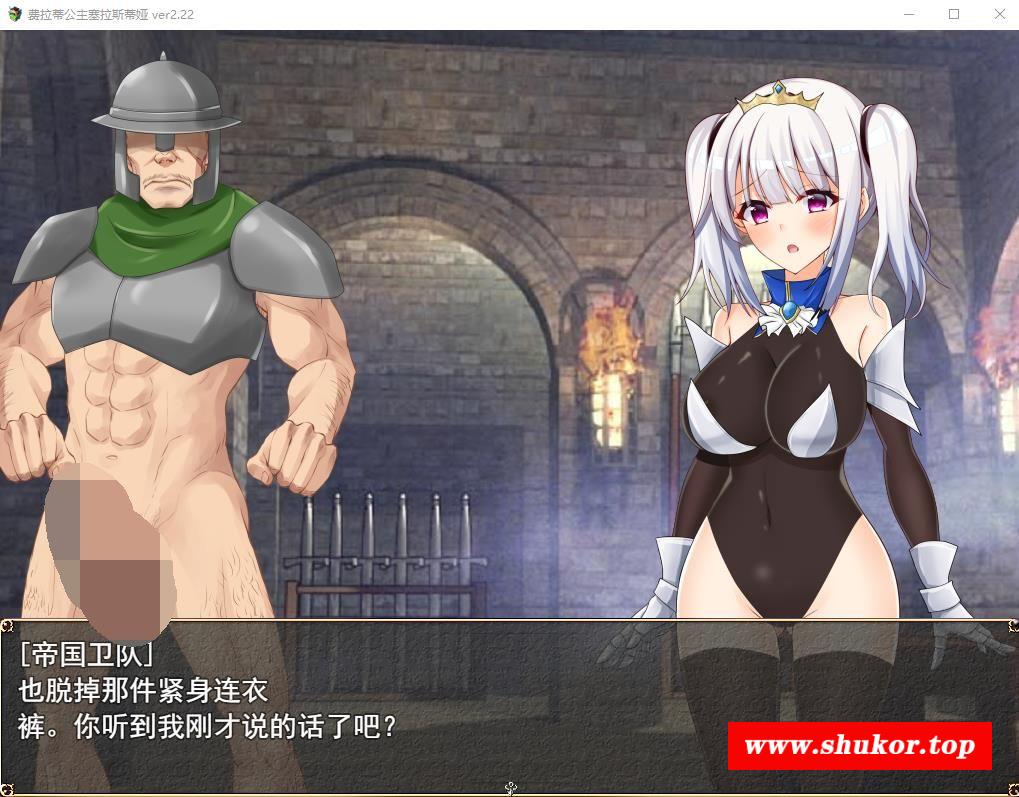 费拉蒂公主塞拉斯蒂娅 ver2.22
[帝国卫队]
也脱掉那件紧身连衣
裤。你听到我刚才说的话了吧?
www.shukor.top